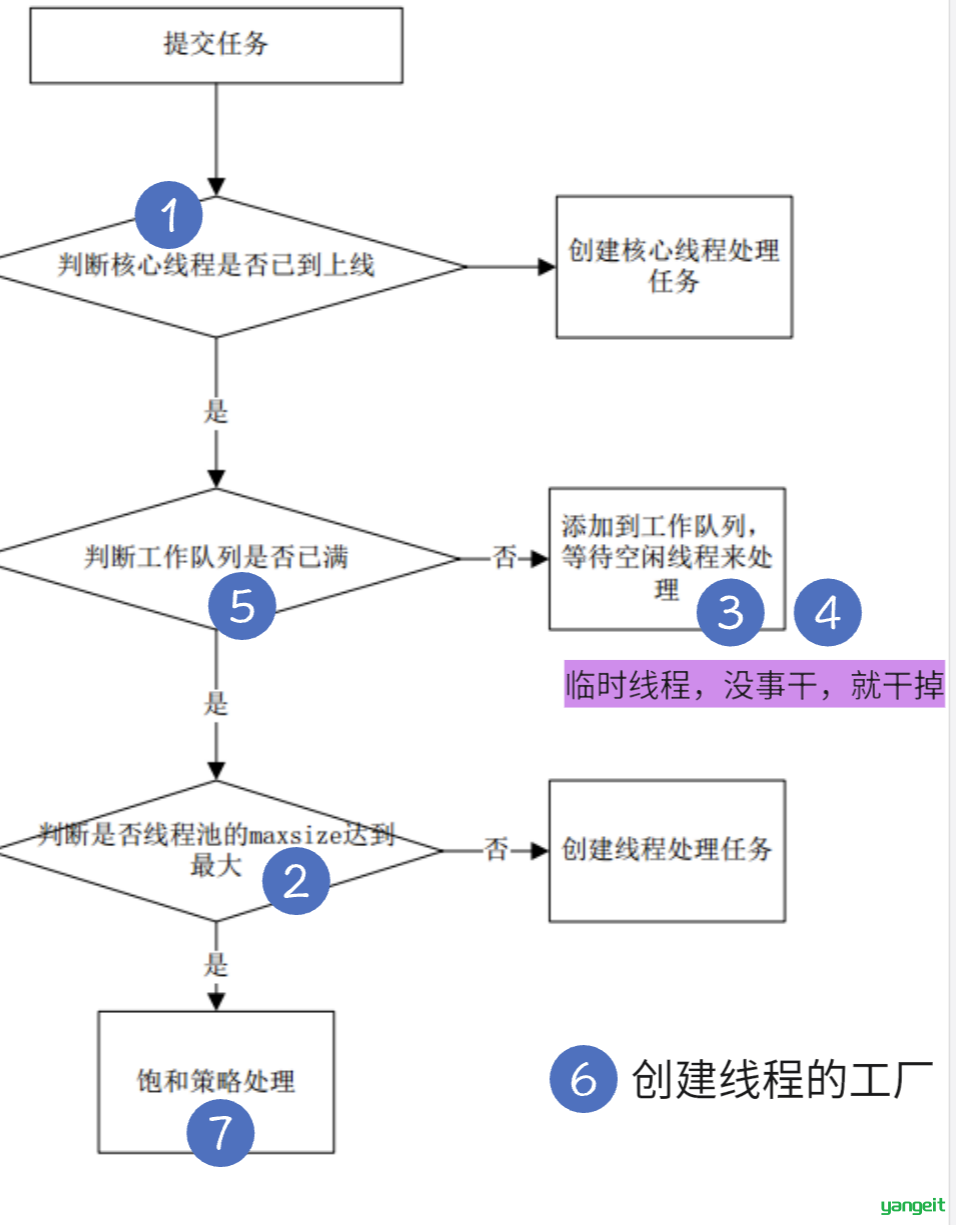 提交任务
1
判断核心线程是否已到上线
创建核心线程处理
任务
是
判断工作队列是否已满
5
否
添加到工作队列，
等待空闲线程来处
理
3
4
临时线程，没事干，就干掉
是
判断是否线程池的maxsize达到
最大
2
否
创建线程处理任务
是
饱和策略处理
7
6 创建线程的工厂
yangeit